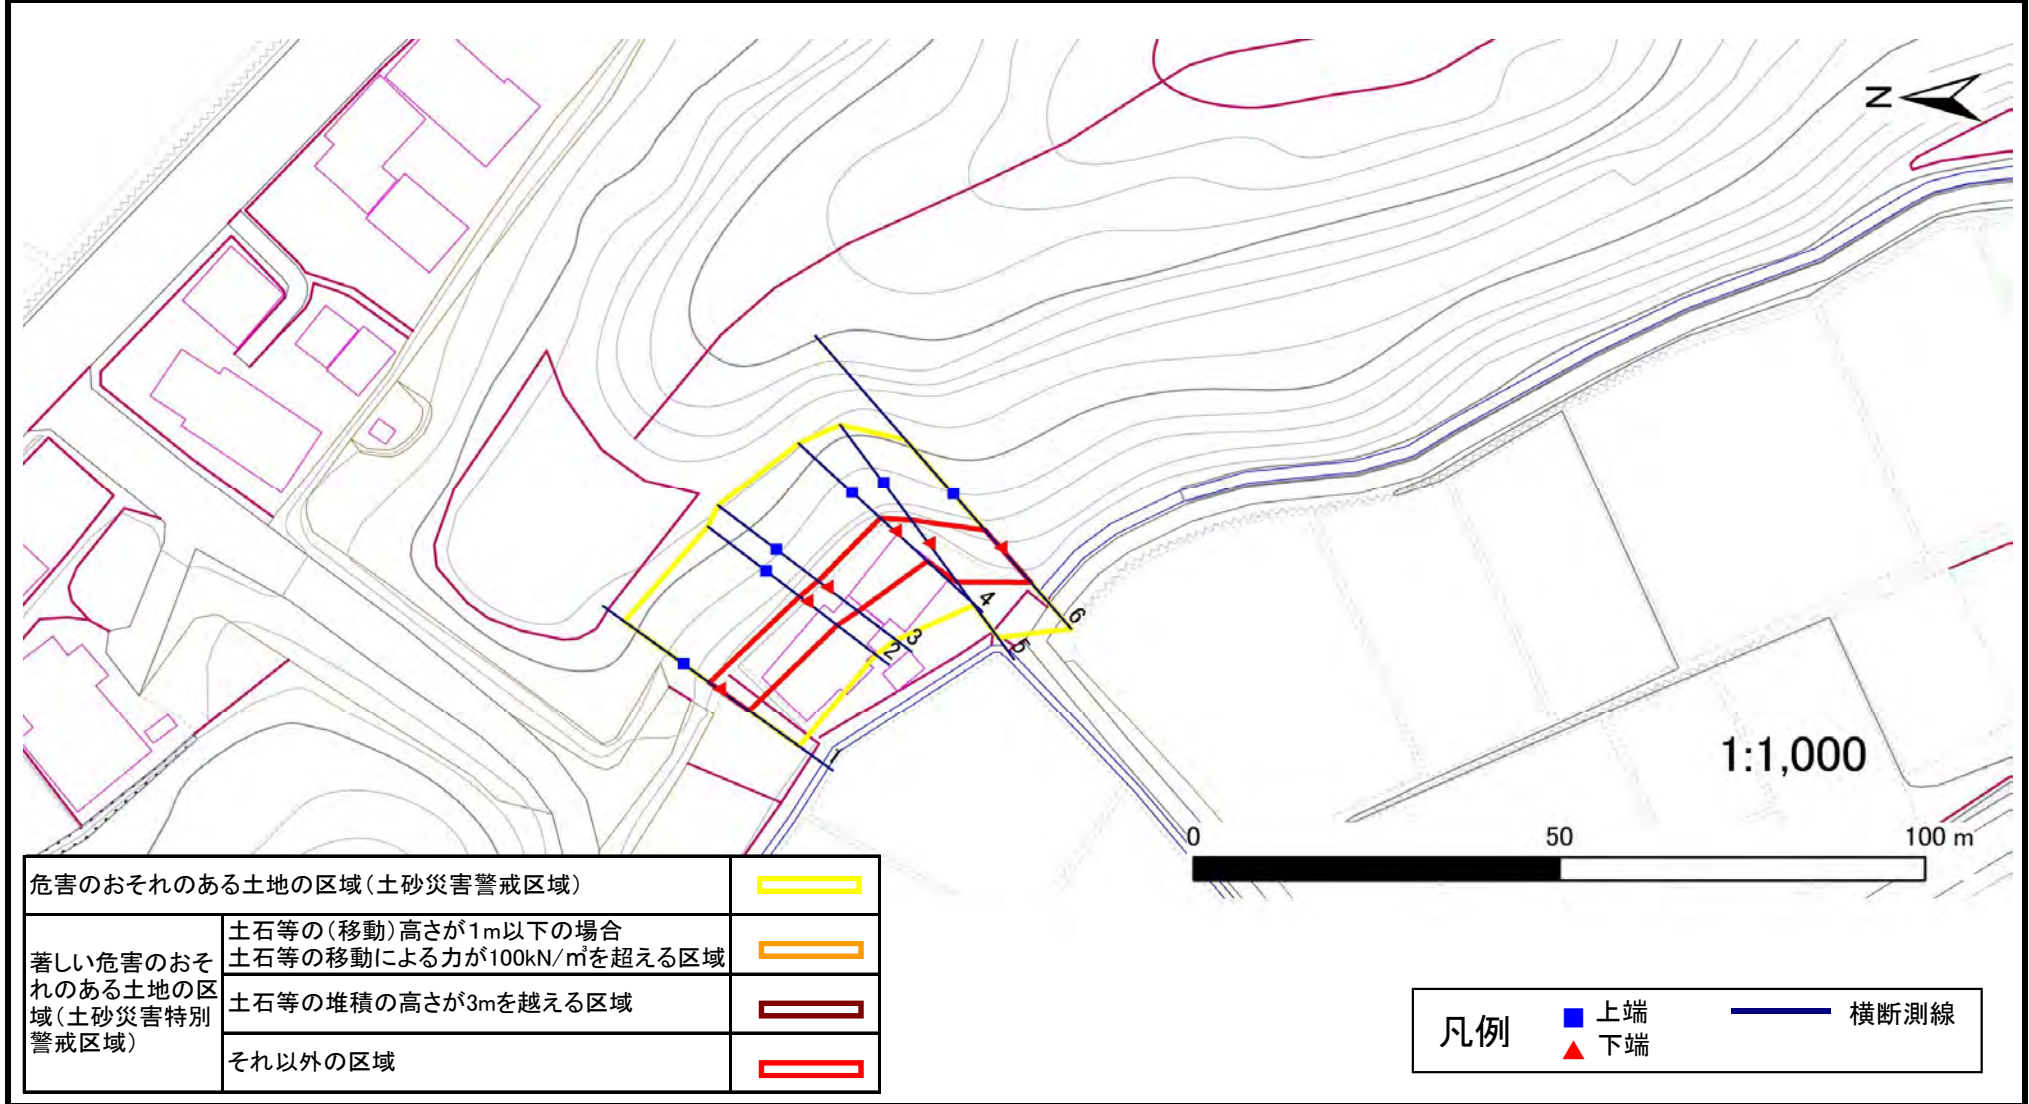 N
1
2
3
4
5
6
1:1,000
0 50 100 m
危害のおそれのある土地の区域(土砂災害警戒区域)
著しい危害のおそ
れのある土地の区
域(土砂災害特別
警戒区域)
土石等の(移動)高さが1m以下の場合
土石等の移動による力が100kN/㎡を超える区域
土石等の堆積の高さが3mを越える区域
それ以外の区域
凡例
上端
下端
横断測線